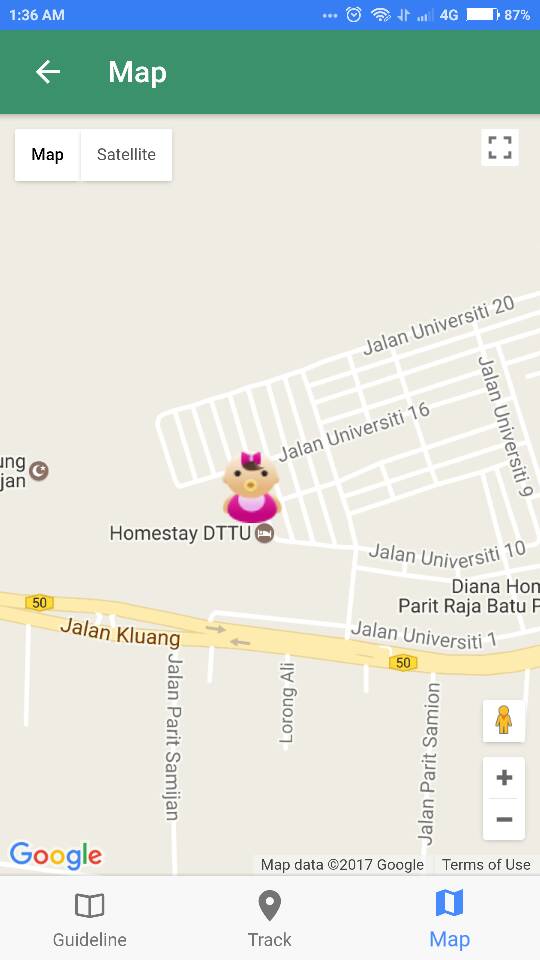 1:36 AM
4G
87%
Map
Map
Satellite
Jalan Universiti 20
Jalan Universiti 16
Jalan Universiti 9
ung
jan
Homestay DTTU
Jalan Universiti 10
Diana Hom
Parit Raja Batu P
50
Jalan Kluang
Jalan Universiti 1
50
Jalan Parit Samijan
Lorong Ali
Jalan Parit Samion
Google
Map data ©2017 Google
Terms of Use
Guideline
Track
Map